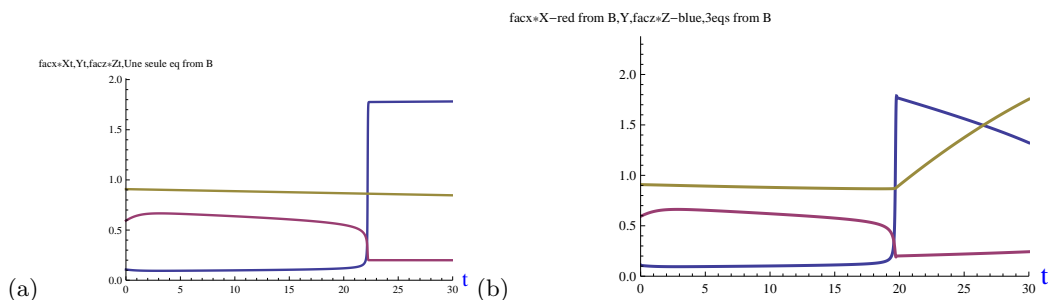 facx*X-red from B,Y,facz*Z-blue,3eqs from B
facx*Xt,Yt,facz*Zt,Une seule eq from B
2.0
1.5
1.0
0.5
0.0
0 5 10 15 20 25 30
t
(a)
2.0
1.5
1.0
0.5
0.0
0 5 10 15 20 25 30
t
(b)